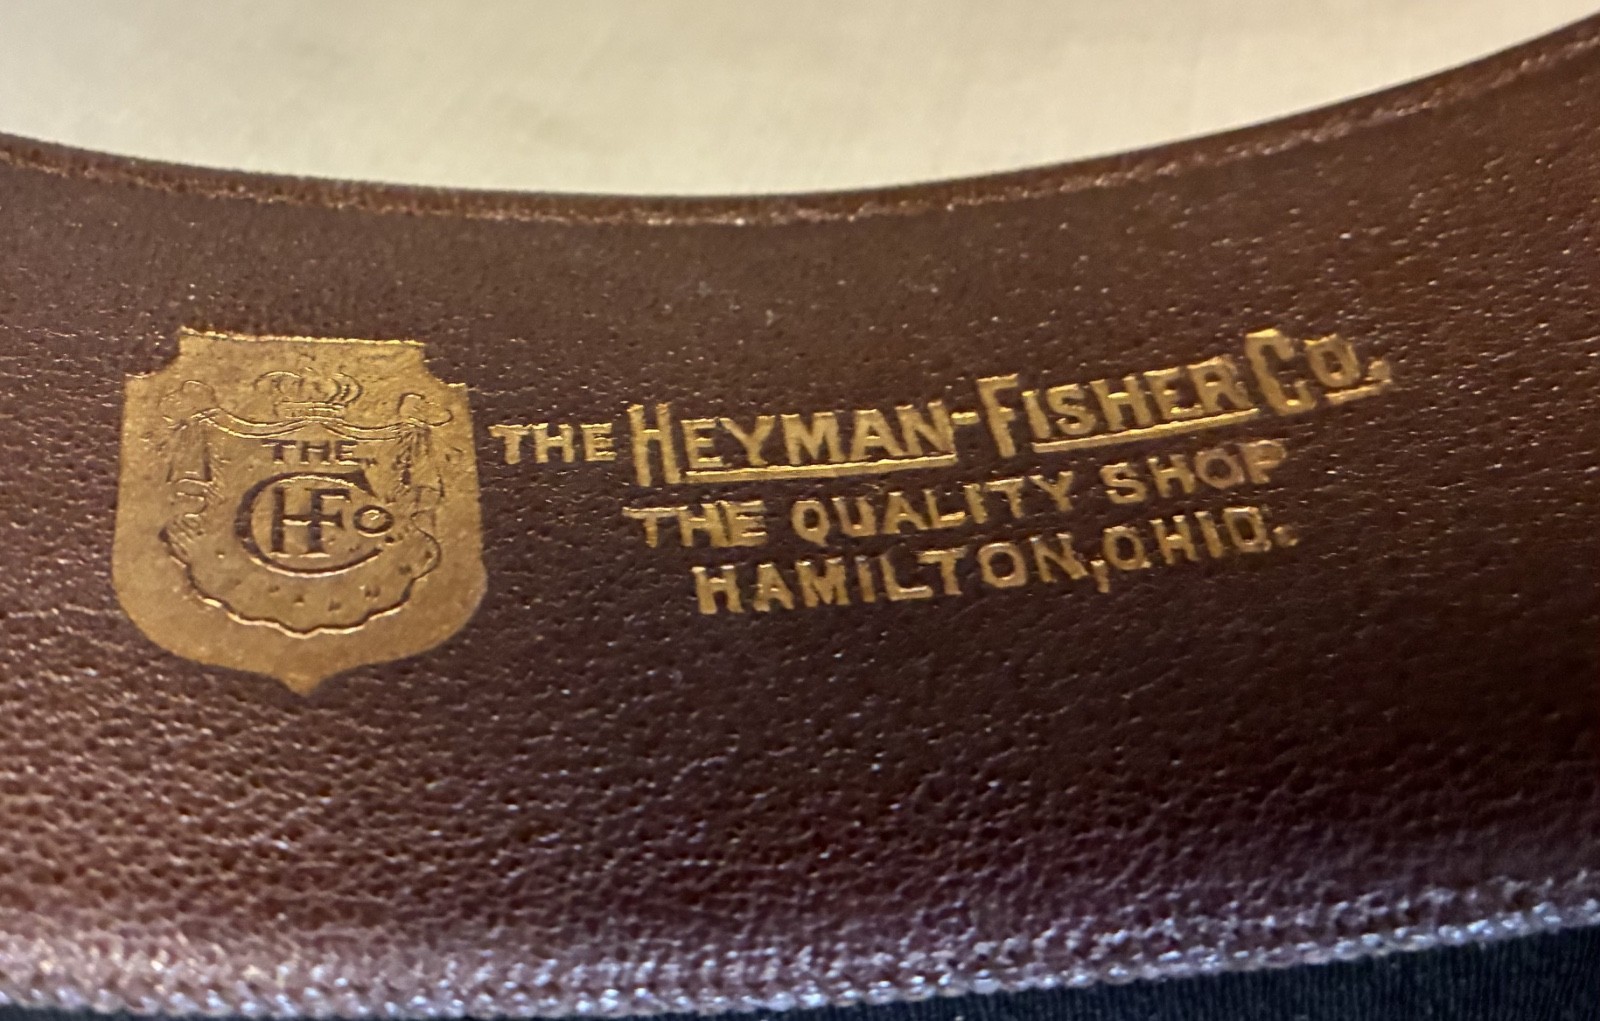 THE
HFCo.
THE HEYMAN-FISHER CO.
THE QUALITY SHOP
HAMILTON, OHIO.